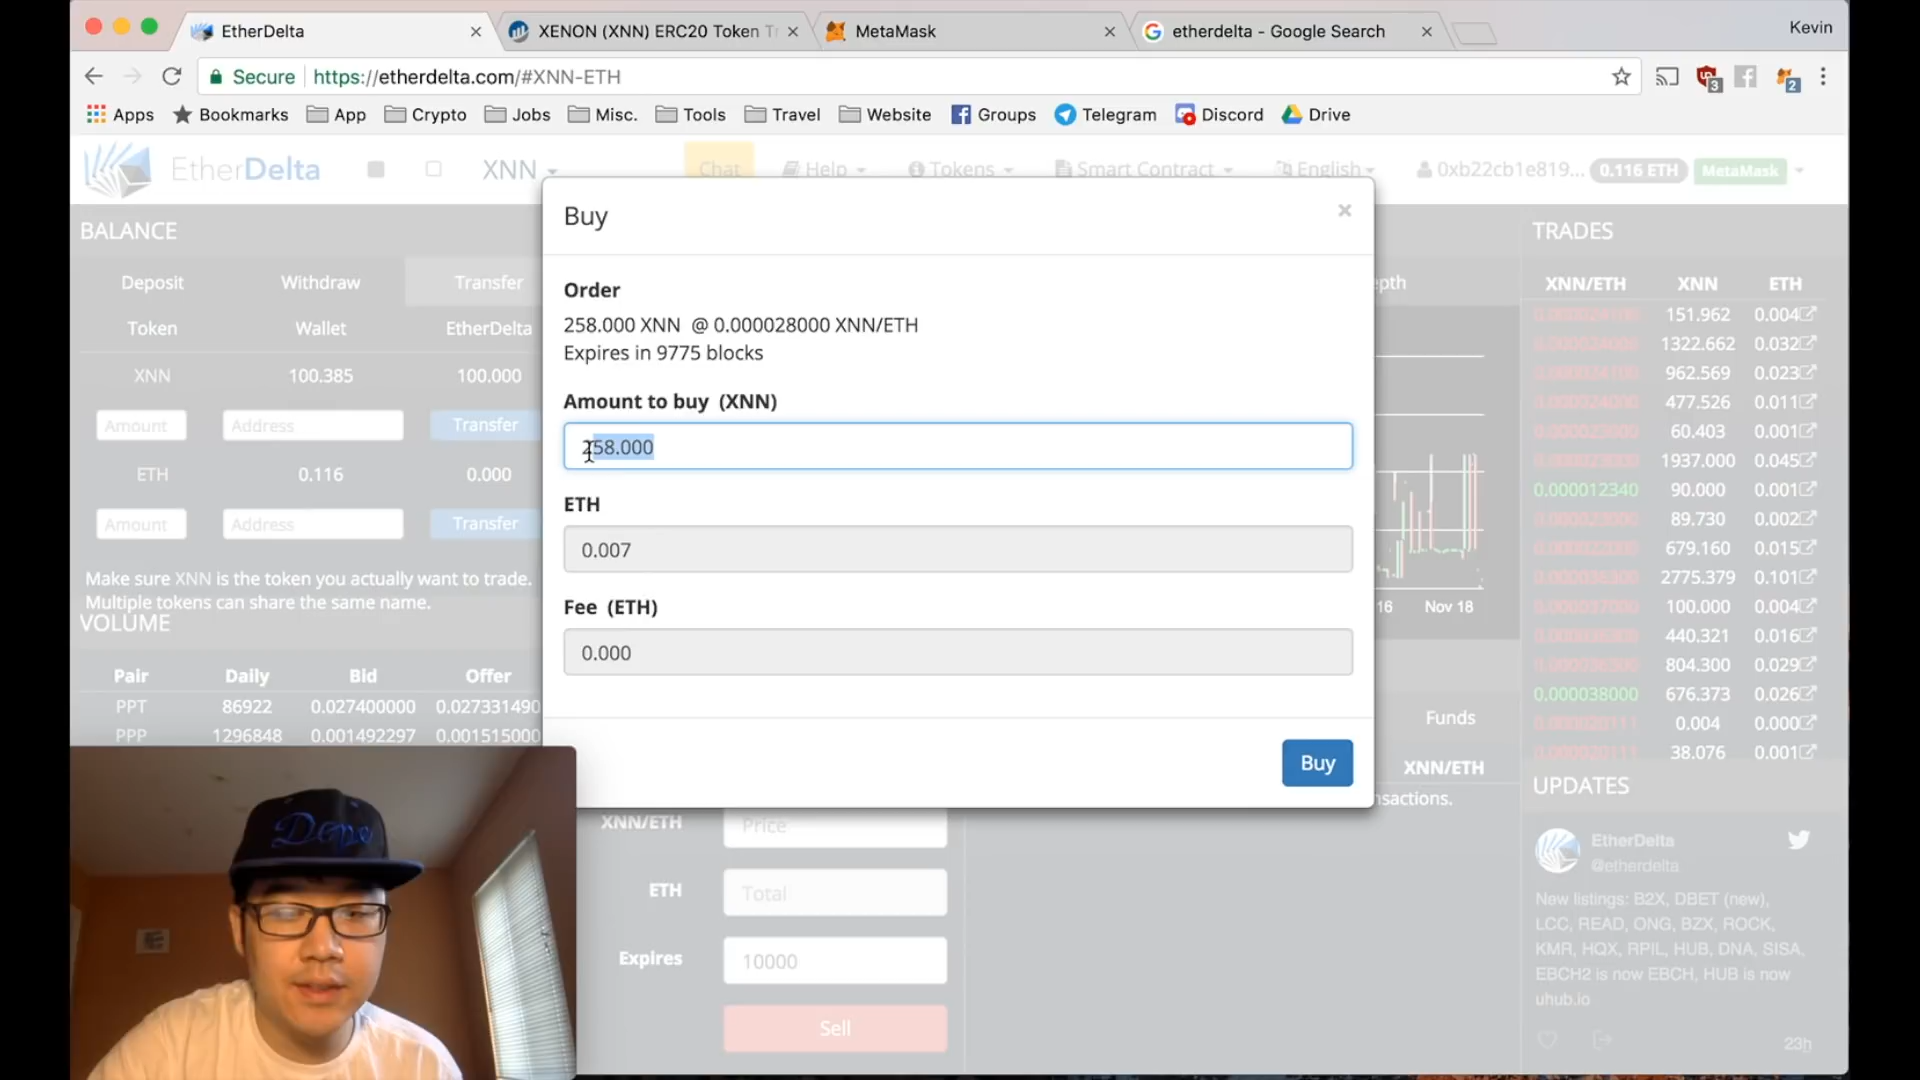 EtherDelta
XENON (XNN) ERC20 Token T
MetaMask
etherdelta - Google Search
Kevin
Secure
https://etherdelta.com/#XNN-ETH
3
2
Apps
Bookmarks
App
Crypto
Jobs
Misc.
Tools
Travel
Website
Groups
Telegram
Discord
Drive
EtherDelta
XNN
Chat
Help
Tokens
Smart Contract
English
0xb22cb1e819...
0.116 ETH
MetaMask
BALANCE
Deposit Withdraw Transfer
Token Wallet EtherDelta
XNN 100.385 100.000
Amount Address Transfer
ETH 0.116 0.000
Amount Address Transfer
Make sure XNN is the token you actually want to trade.
Multiple tokens can share the same name.
VOLUME
Pair Daily Bid Offer
PPT 86922 0.027400000 0.027331490
PPP 1296848 0.001492297 0.001515000
Buy
×
Order
258.000 XNN @ 0.000028000 XNN/ETH
Expires in 9775 blocks
Amount to buy (XNN)
258.000
ETH
0.007
Fee (ETH)
0.000
Buy
XNN/ETH Price
ETH Total
Expires 10000
Sell
epth
16 Nov 18
Funds
XNN/ETH
nsactions.
TRADES
XNN/ETH XNN ETH
151.962 0.004
1322.662 0.032
962.569 0.023
477.526 0.011
60.403 0.001
1937.000 0.045
0.000012340 90.000 0.001
89.730 0.002
679.160 0.015
2775.379 0.101
100.000 0.004
440.321 0.016
804.300 0.029
0.000038000 676.373 0.026
0.004 0.000
38.076 0.001
UPDATES
EtherDelta
@etherdelta
New listings: B2X, DBET (new),
LCC, READ, ONG, BZX, ROCK,
KMR, HQX, RPIL, HUB, DNA, SISA,
EBCH2 is now EBCH, HUB is now
uhub.io
23h